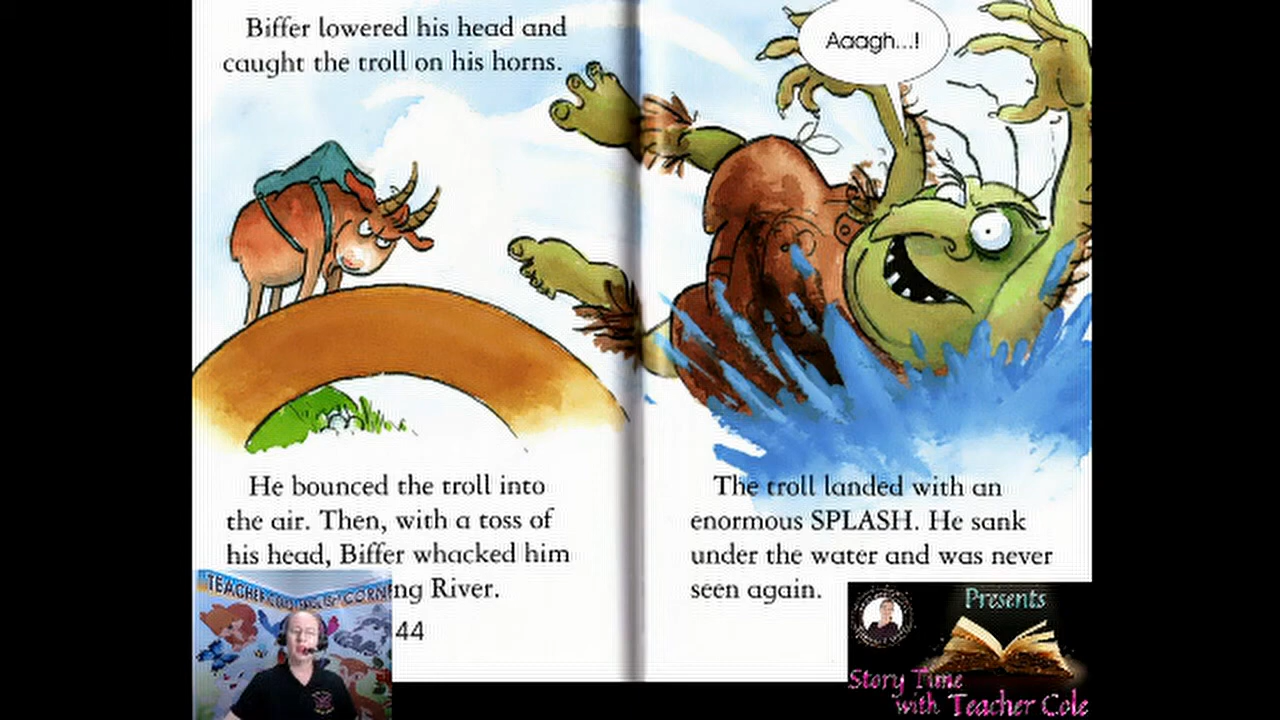 Biffer lowered his head and
caught the troll on his horns.
Aaagh...!
He bounced the troll into
the air. Then, with a toss of
his head, Biffer whacked him
ng River.
44
The troll landed with an
enormous SPLASH. He sank
under the water and was never
seen again.
TEACHER
CORN
Presents
Story Time
with Teacher Cole